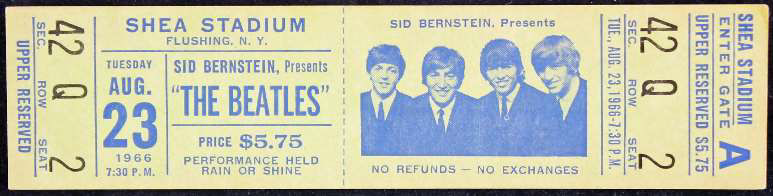 42 Q 2
SEC. ROW SEAT
UPPER RESERVED
SHEA STADIUM
FLUSHING, N. Y.
TUESDAY
AUG.
23
1966
7:30 P.M.
SID BERNSTEIN, Presents
"THE BEATLES"
PRICE $5.75
PERFORMANCE HELD
RAIN OR SHINE
SID BERNSTEIN, Presents
NO REFUNDS — NO EXCHANGES
TUE., AUG. 23, 1966-7:30 P.M.
42 Q 2
SEC. ROW SEAT
UPPER RESERVED $5.75
ENTER GATE A
SHEA STADIUM